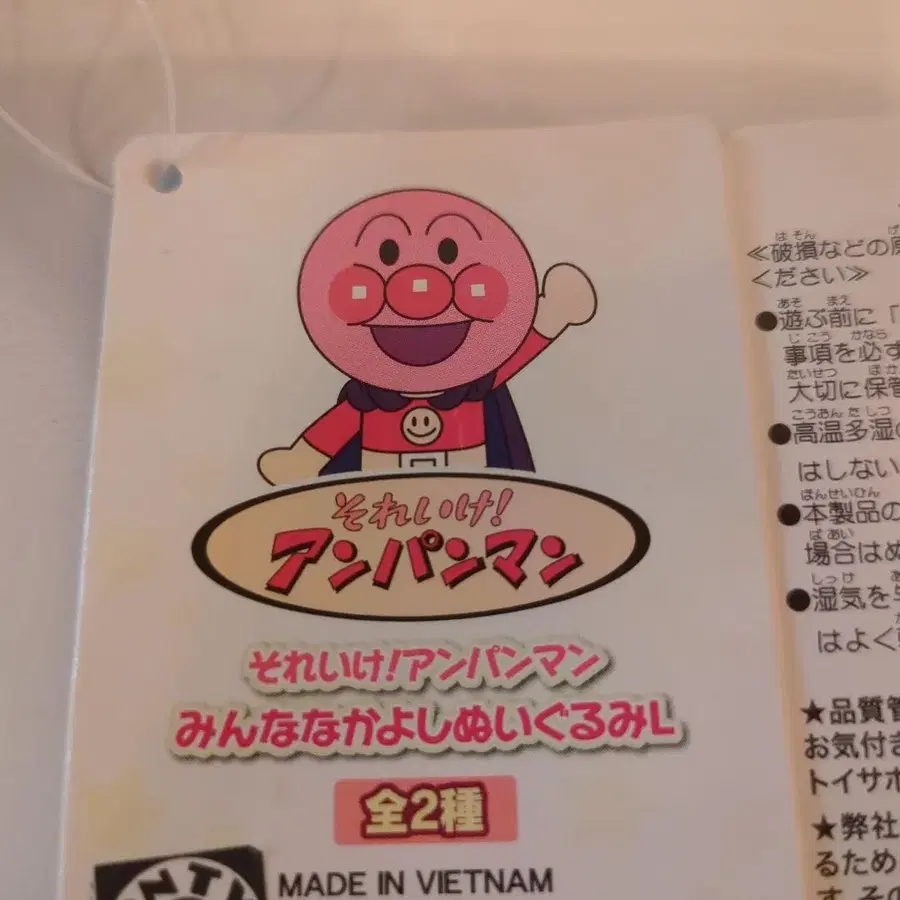 それいけ!
アンパンマン
それいけ!アンパンマン
みんななかよしぬいぐるみL
全2種
MADE IN VIETNAM
≪破損などの
ください≫
●遊ぶ前に「
事項を必ず
大切に保管
●高温多湿の
はしない
●本製品の
場合はぬ
●湿気を
はよく
★品質管
お気付き
トイサポ
★弊社
るため